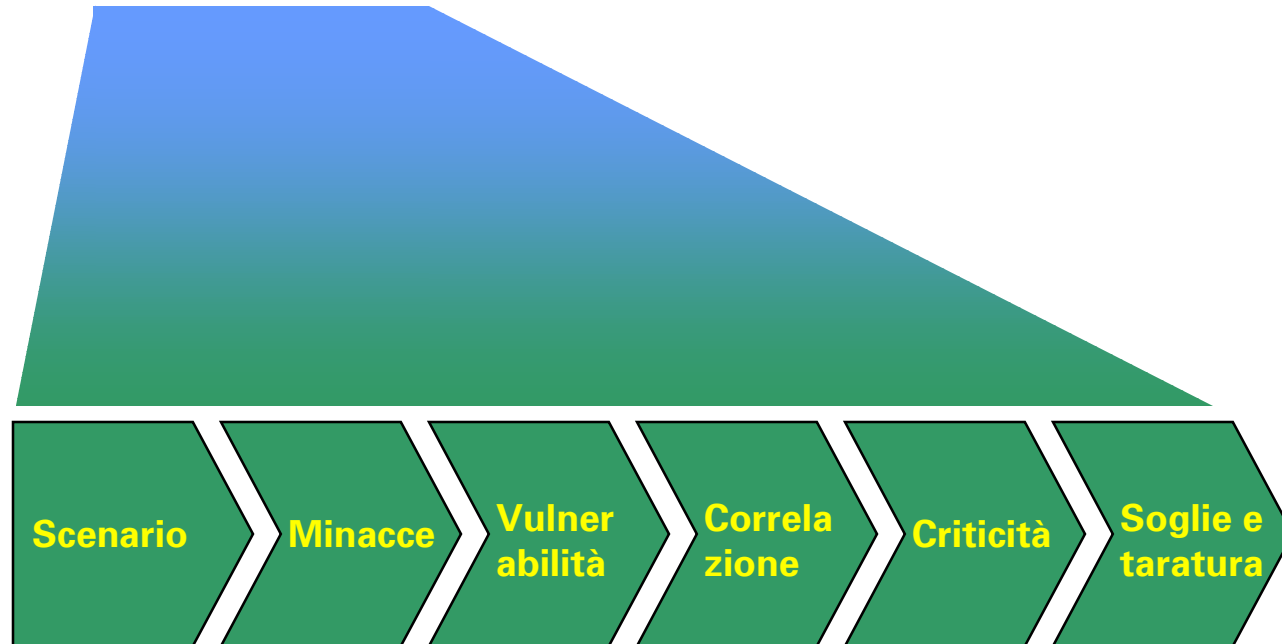 Scenario
Minacce
Vulner
abilità
Correla
zione
Criticità
Soglie e
taratura